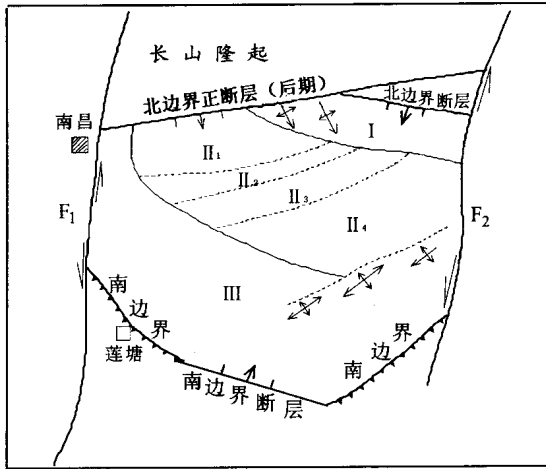 长山隆起
北边界正断层（后期）
北边界断层
南昌
I
II₁
II₂
II₃
F₁
II₄
F₂
III
南边界
莲塘
南边界断层
南边界